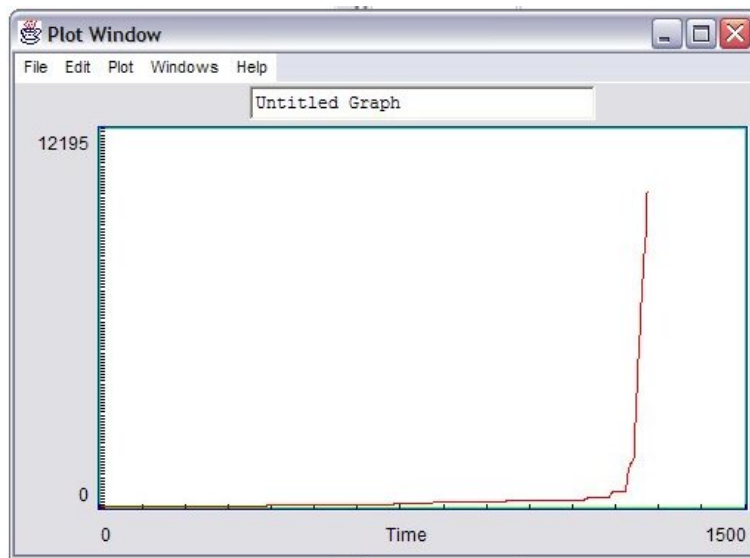 Plot Window
File Edit Plot Windows Help
Untitled Graph
12195
0
0 Time 1500